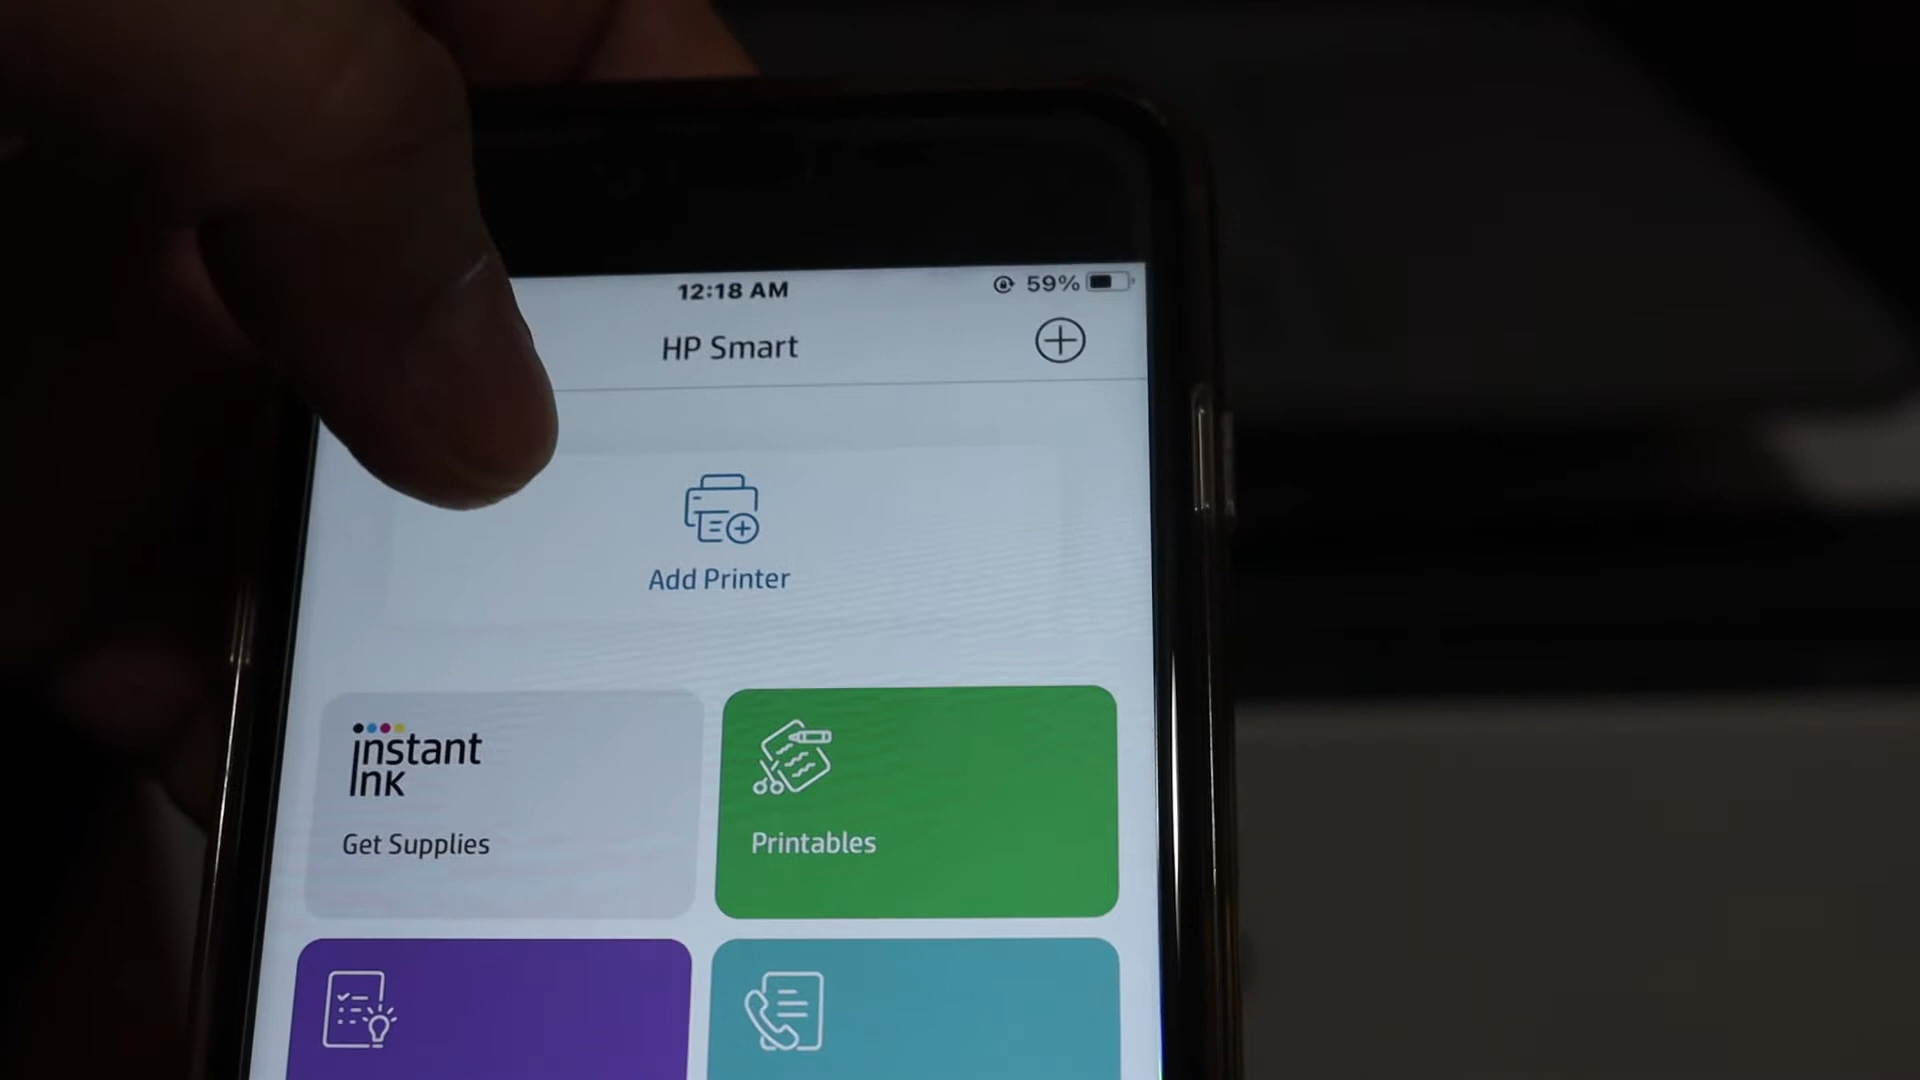 12:18 AM
59%
HP Smart
Add Printer
instant
ink
Get Supplies
Printables